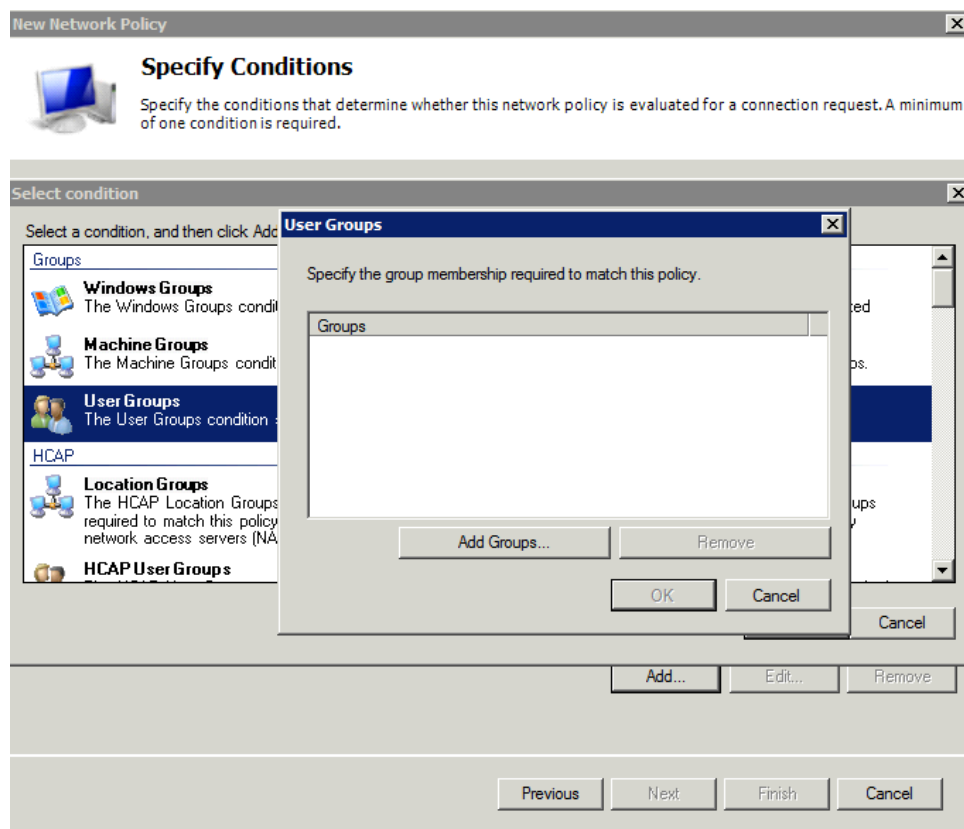 New Network Policy
Specify Conditions
Specify the conditions that determine whether this network policy is evaluated for a connection request. A minimum
of one condition is required.
Select condition
Select a condition, and then click Add
Groups
Windows Groups
The Windows Groups condit
ted
Machine Groups
The Machine Groups condit
ps.
User Groups
The User Groups condition
HCAP
Location Groups
The HCAP Location Groups
ups
required to match this policy
network access servers (NA
HCAP User Groups
User Groups
Specify the group membership required to match this policy.
Groups
Add Groups...
Remove
OK
Cancel
Cancel
Add...
Edit...
Remove
Previous
Next
Finish
Cancel